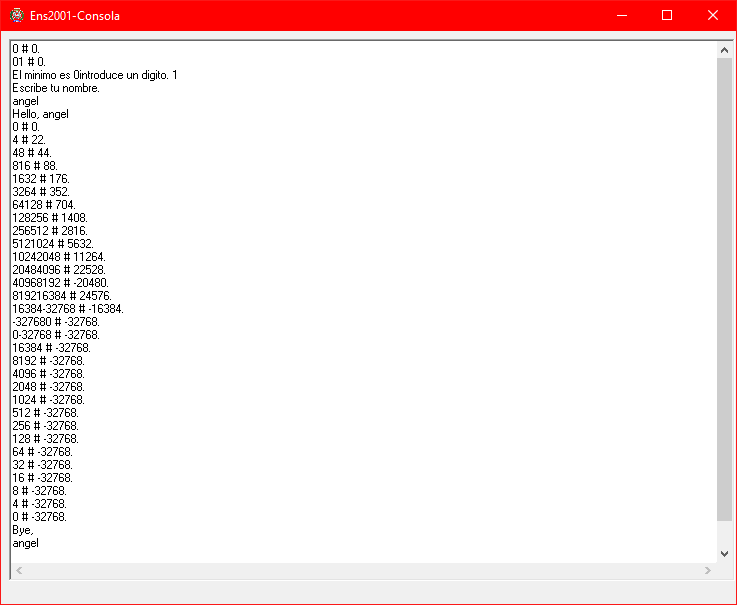 Ens2001-Consola
0 # 0.
01 # 0.
El minimo es 0introduce un digito. 1
Escribe tu nombre.
angel
Hello, angel
0 # 0.
4 # 22.
48 # 44.
816 # 88.
1632 # 176.
3264 # 352.
64128 # 704.
128256 # 1408.
256512 # 2816.
5121024 # 5632.
10242048 # 11264.
20484096 # 22528.
40968192 # -20480.
819216384 # 24576.
16384-32768 # -16384.
-327680 # -32768.
0-32768 # -32768.
16384 # -32768.
8192 # -32768.
4096 # -32768.
2048 # -32768.
1024 # -32768.
512 # -32768.
256 # -32768.
128 # -32768.
64 # -32768.
32 # -32768.
16 # -32768.
8 # -32768.
4 # -32768.
0 # -32768.
Bye,
angel